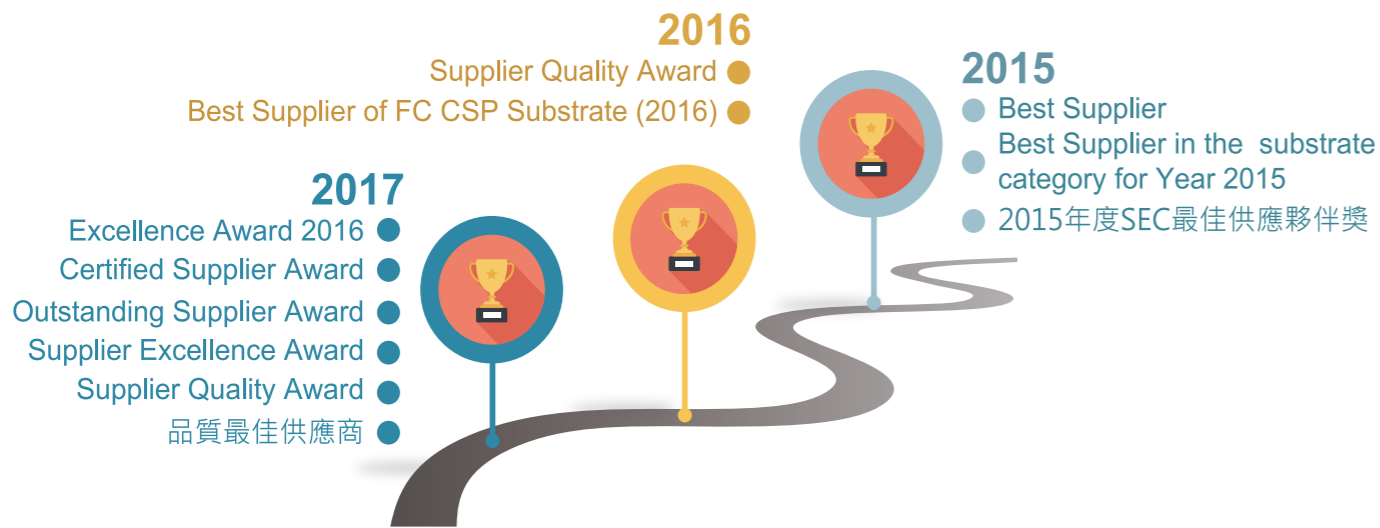 2017
Excellence Award 2016
Certified Supplier Award
Outstanding Supplier Award
Supplier Excellence Award
Supplier Quality Award
品質最佳供應商
2016
Supplier Quality Award
Best Supplier of FC CSP Substrate (2016)
2015
Best Supplier
Best Supplier in the substrate
category for Year 2015
2015年度SEC最佳供應夥伴獎